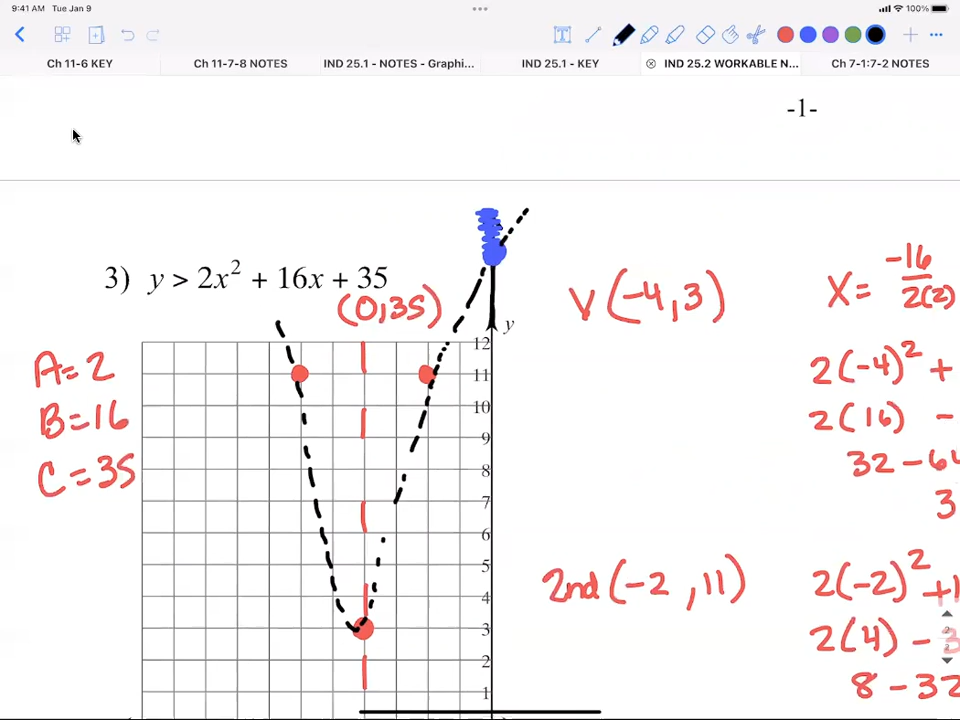 9:41 AM Tue Jan 9
100%
Ch 11-6 KEY
Ch 11-7-8 NOTES
IND 25.1 - NOTES - Graphi...
IND 25.1 - KEY
IND 25.2 WORKABLE N...
Ch 7-1:7-2 NOTES
-1-
3) y > 2x² + 16x + 35
(0,35)
V (-4,3)
X = -16/2(2)
A=2
B=16
C=35
y
12
11
10
9
8
7
6
5
4
3
2
1
2(-4)² +
2(16) -
32-64
3
2nd (-2, 11)
2(-2)² +1
2(4) - 3
8-32